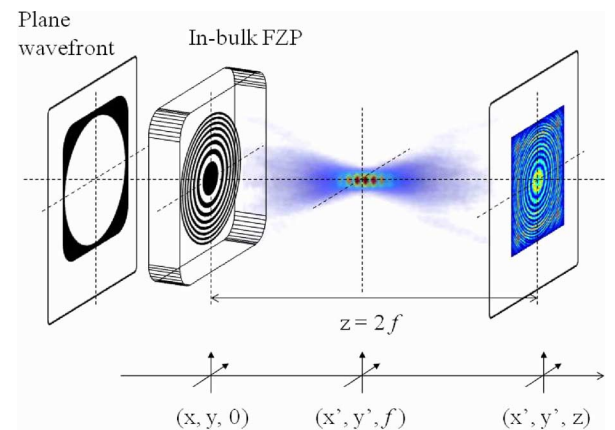 Plane
wavefront
In-bulk FZP
z = 2 f
(x, y, 0)
(x’, y’, f)
(x’, y’, z)